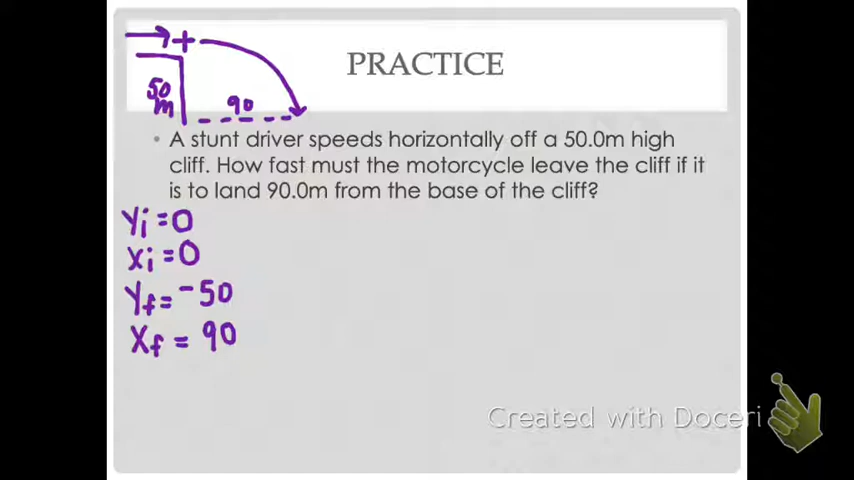 50
m
90
PRACTICE
• A stunt driver speeds horizontally off a 50.0m high
cliff. How fast must the motorcycle leave the cliff if it
is to land 90.0m from the base of the cliff?
Yi=0
Xi=0
Yf=-50
Xf=90
Created with Doceri